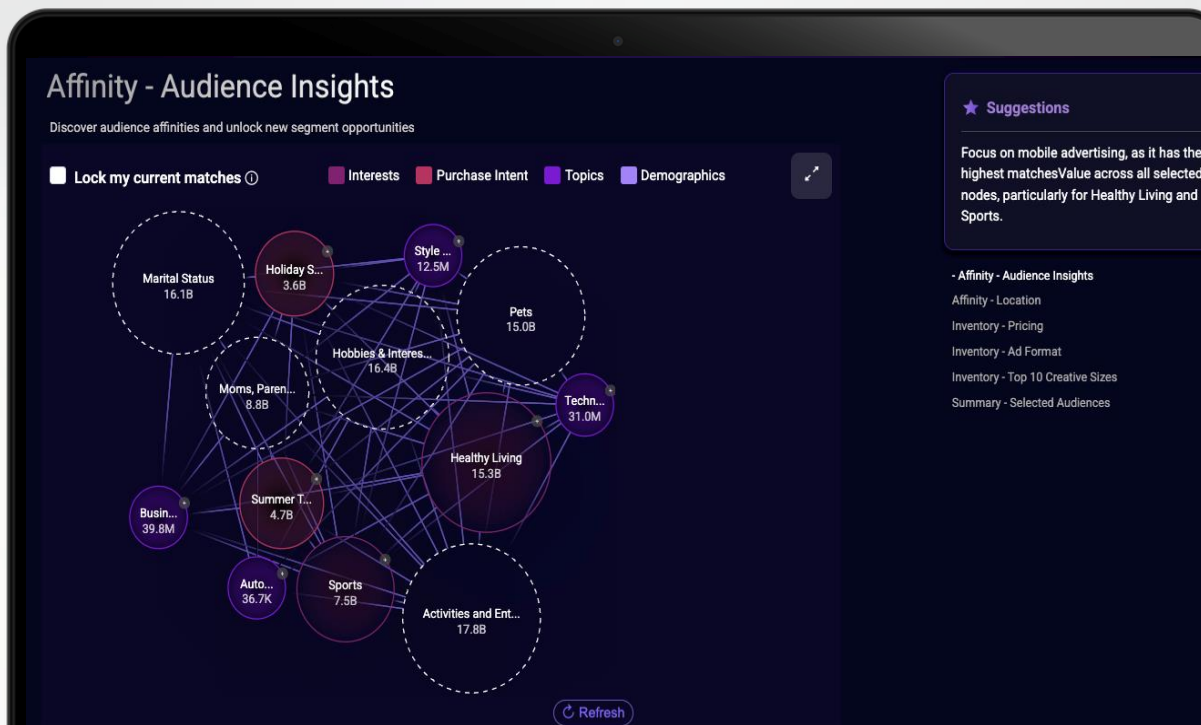 Affinity - Audience Insights
Discover audience affinities and unlock new segment opportunities
Lock my current matches
Interests
Purchase Intent
Topics
Demographics
Marital Status
16.1B
Holiday S...
3.6B
Style ...
12.5M
Pets
15.0B
Hobbies & Interes...
16.4B
Moms, Paren...
8.8B
Techn...
31.0M
Healthy Living
15.3B
Summer T...
4.7B
Busin...
39.8M
Auto...
36.7K
Sports
7.5B
Activities and Ent...
17.8B
Refresh
Suggestions
Focus on mobile advertising, as it has the
highest matchesValue across all selected
nodes, particularly for Healthy Living and
Sports.
- Affinity - Audience Insights
Affinity - Location
Inventory - Pricing
Inventory - Ad Format
Inventory - Top 10 Creative Sizes
Summary - Selected Audiences